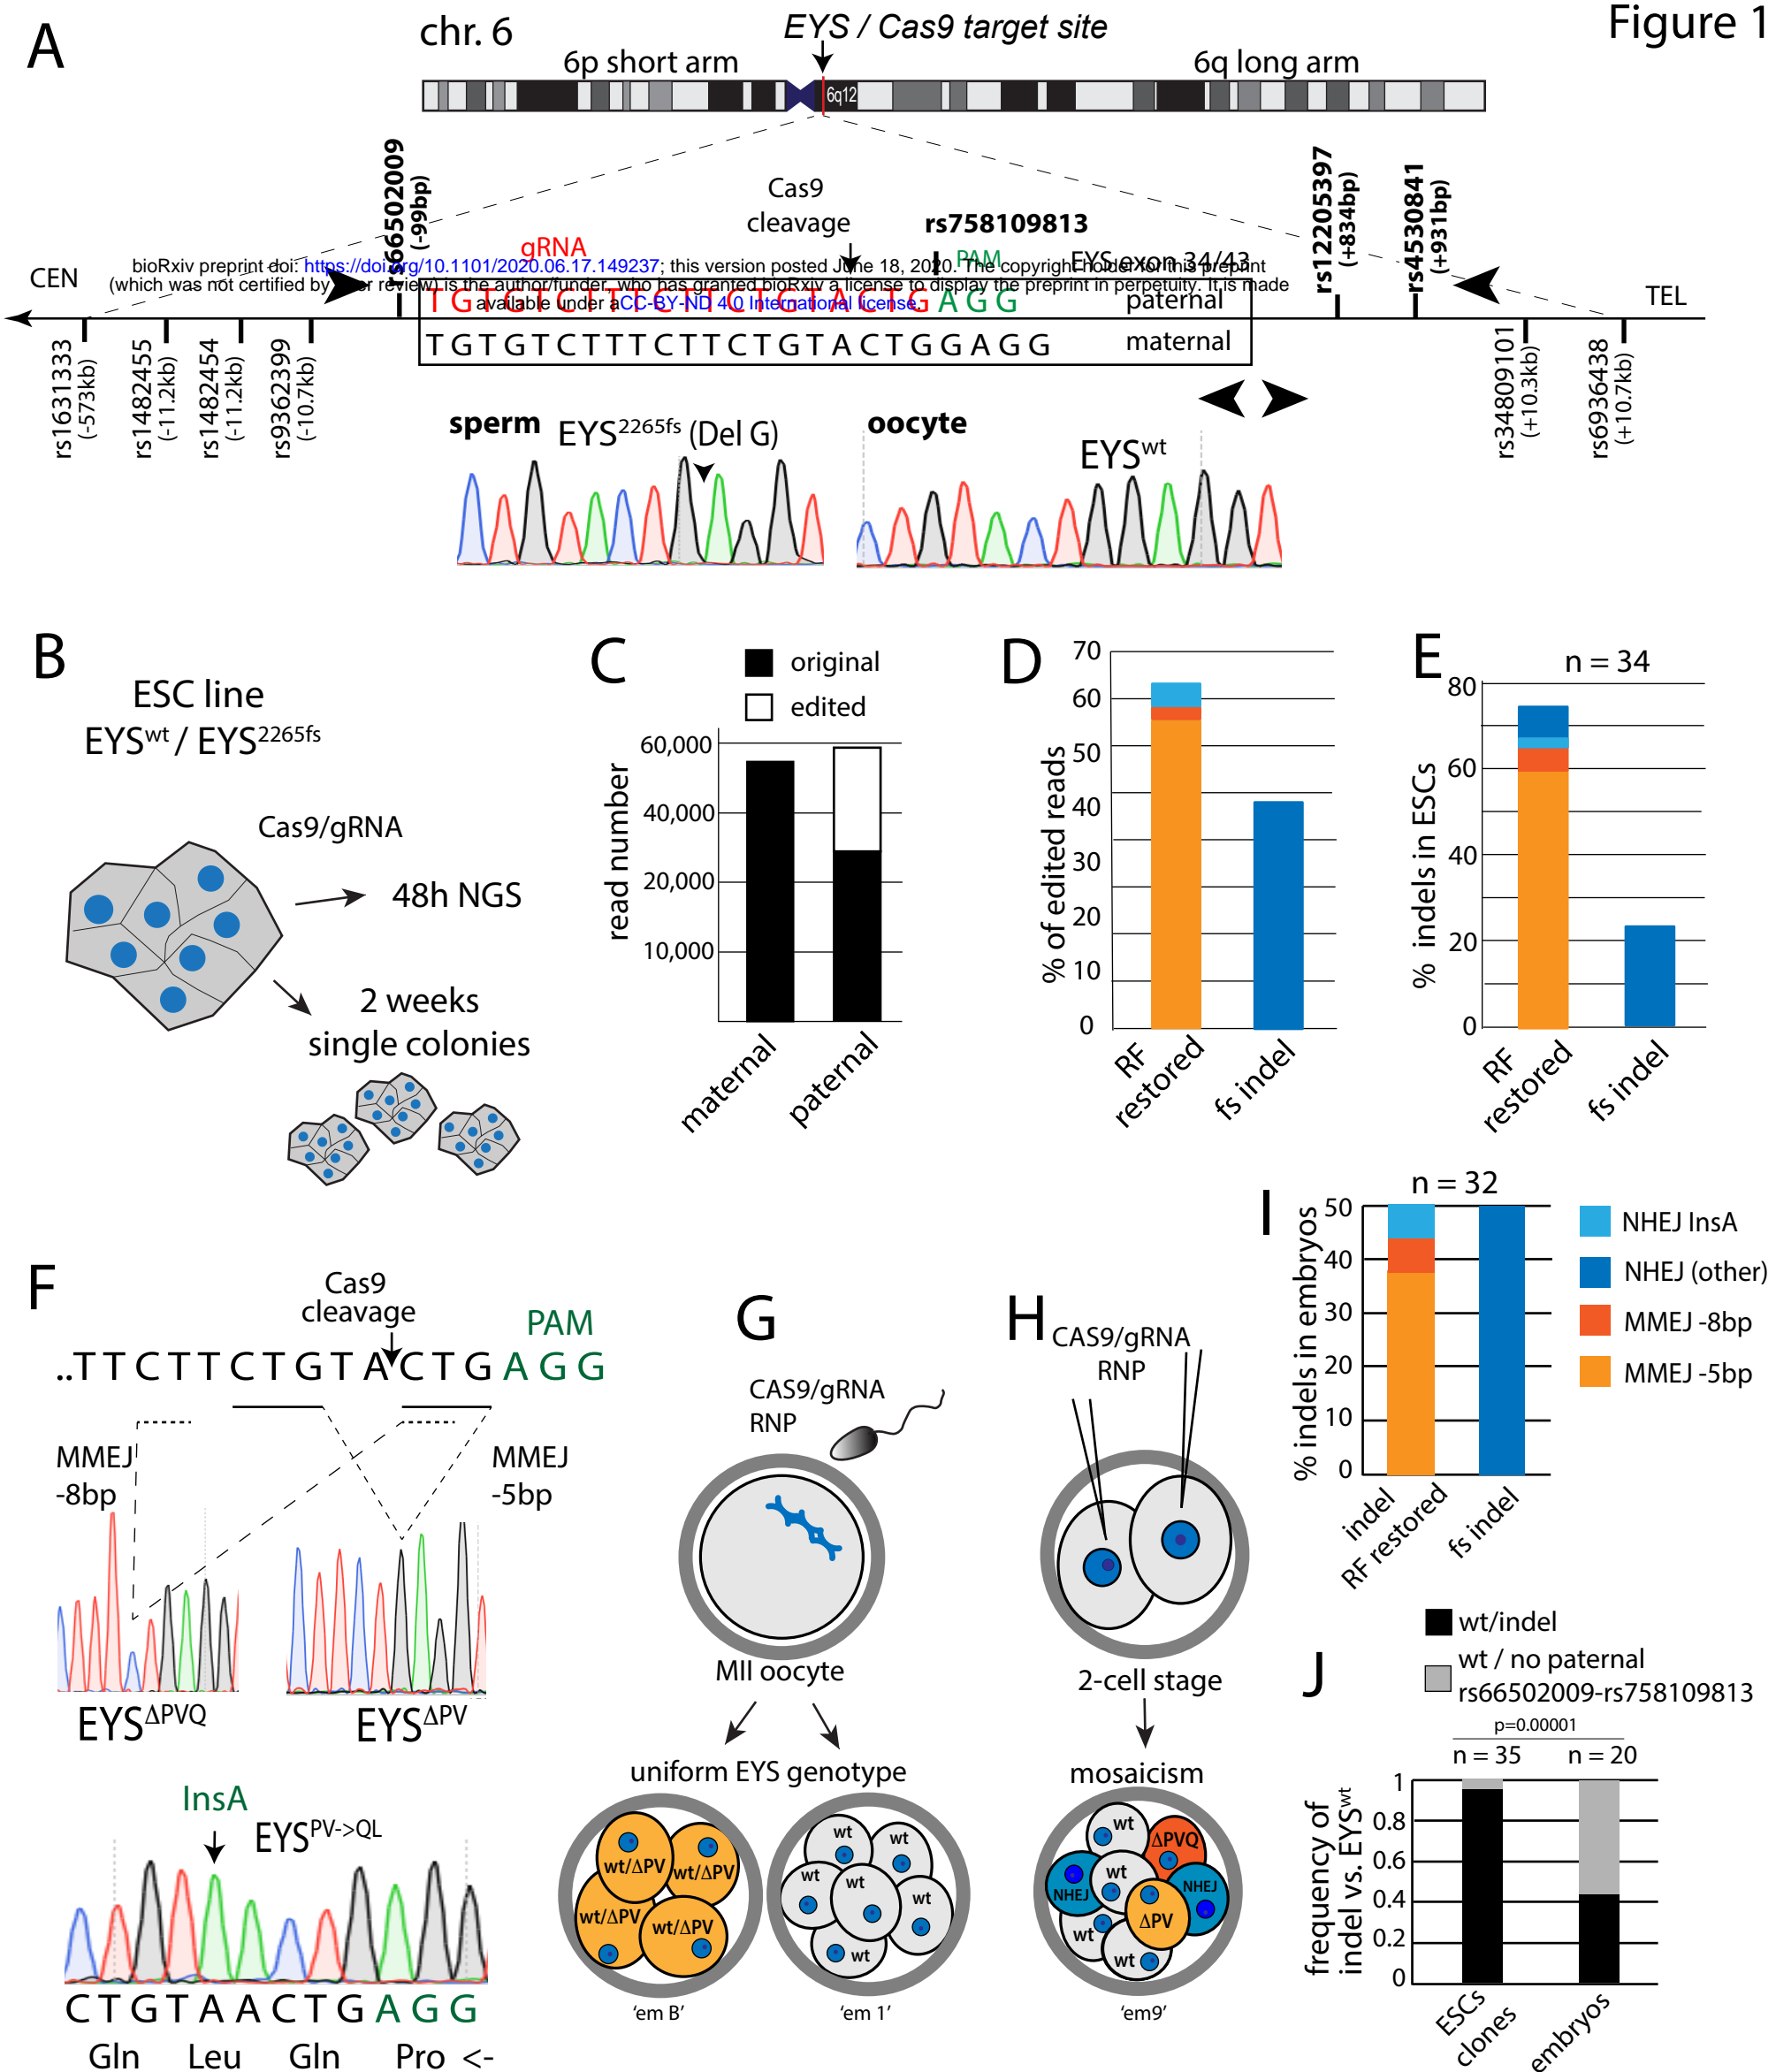 Figure 1
A
chr. 6
EYS / Cas9 target site
6p short arm
6q long arm
6q12
rs66502009
(-99bp)
Cas9
cleavage
rs758109813
rs12205397
(+834bp)
rs4530841
(+931bp)
gRNA
PAM
EYS exon 34/43
CEN
TEL
bioRxiv preprint doi: https://doi.org/10.1101/2020.06.17.149237; this version posted June 18, 2020. The copyright holder for this preprint
(which was not certified by peer review) is the author/funder, who has granted bioRxiv a license to display the preprint in perpetuity. It is made
available under aCC-BY-ND 4.0 International license.
TGTGTCTTTCTTCTGTACTGAGG
paternal
TGTGTCTTTCTTCTGTACTGGAGG
maternal
rs1631333
(-573kb)
rs1482455
(-11.2kb)
rs1482454
(-11.2kb)
rs9362399
(-10.7kb)
rs34809101
(+10.3kb)
rs6936438
(+10.7kb)
sperm
EYS2265fs (Del G)
oocyte
EYSwt
B
ESC line
EYSwt / EYS2265fs
Cas9/gRNA
48h NGS
2 weeks
single colonies
C
original
edited
read number
60,000
40,000
20,000
10,000
maternal
paternal
D
% of edited reads
70
60
50
40
30
20
10
0
RF
restored
fs indel
E
n = 34
% indels in ESCs
80
60
40
20
0
RF
restored
fs indel
F
Cas9
cleavage
PAM
..TTCTTCTGTACTGAGG
MMEJ
-8bp
MMEJ
-5bp
EYSΔPVQ
EYSΔPV
InsA
EYSPV->QL
CTGTAACTGAGG
Gln Leu Gln Pro <-
G
CAS9/gRNA
RNP
MII oocyte
uniform EYS genotype
wt/ΔPV
wt/ΔPV
wt/ΔPV
wt/ΔPV
wt
wt
wt
wt
wt
wt
'em B'
'em 1'
H
CAS9/gRNA
RNP
2-cell stage
mosaicism
wt
ΔPVQ
NHEJ
wt
NHEJ
ΔPV
wt
wt
'em9'
I
n = 32
% indels in embryos
50
40
30
20
10
0
indel
RF restored
fs indel
NHEJ InsA
NHEJ (other)
MMEJ -8bp
MMEJ -5bp
J
wt/indel
wt / no paternal
rs66502009-rs758109813
p=0.00001
n = 35
n = 20
frequency of
indel vs. EYSwt
1
0.8
0.6
0.4
0.2
0
ESCs
clones
embryos